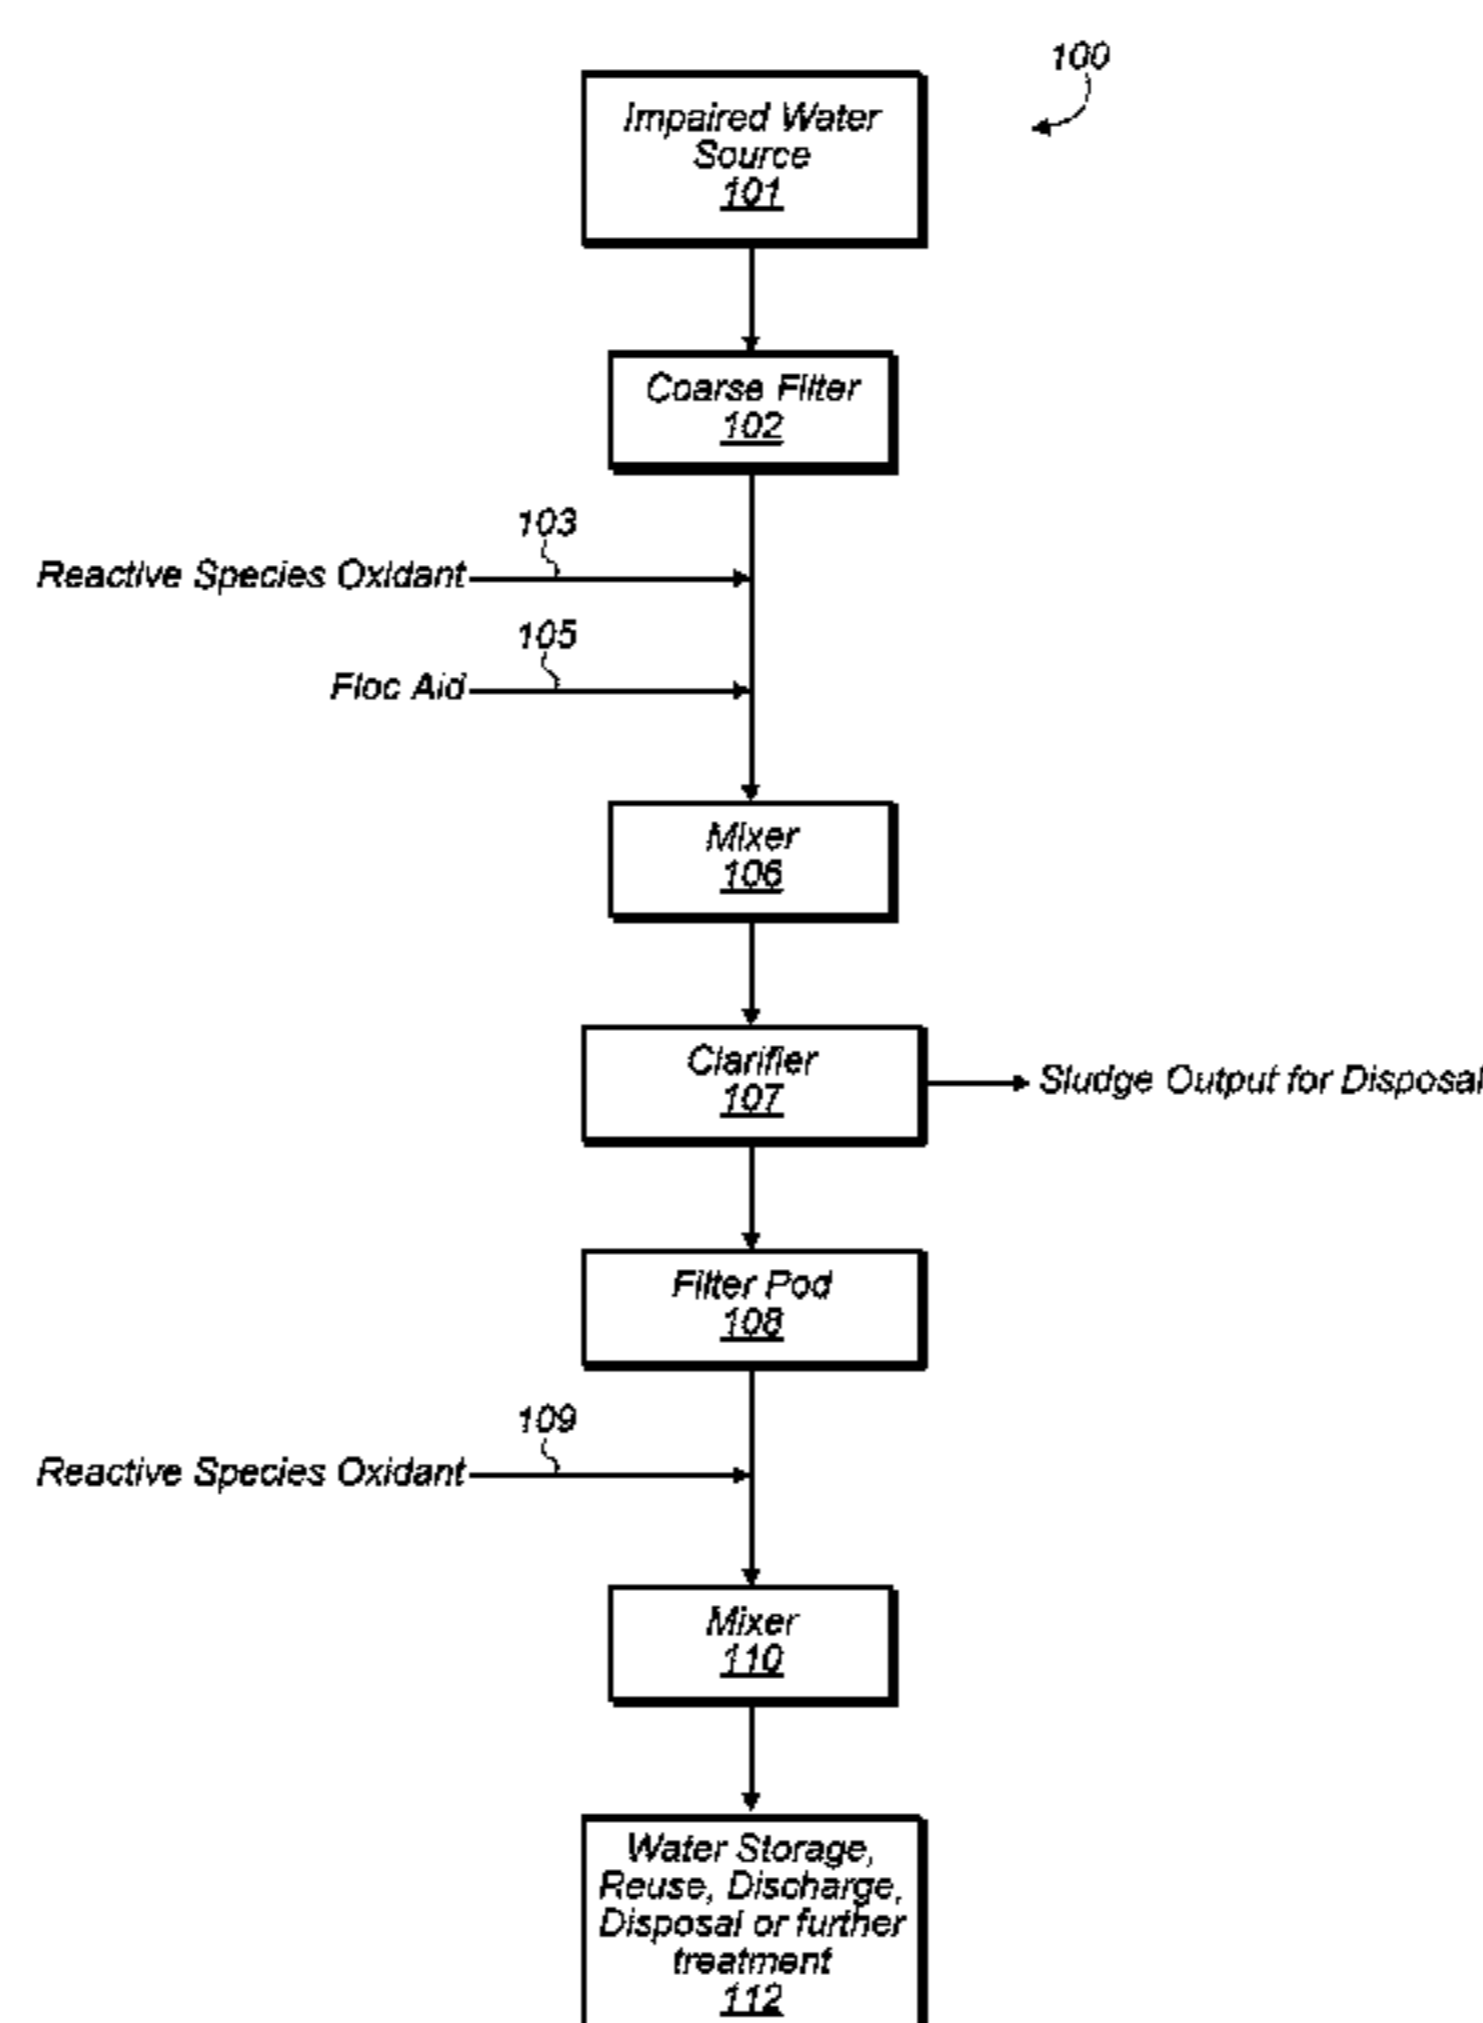 100
Impaired Water
Source
101
Coarse Filter
102
103
Reactive Species Oxidant
105
Floc Aid
Mixer
106
Clarifier
107
Sludge Output for Disposal
Filter Pod
108
109
Reactive Species Oxidant
Mixer
110
Water Storage,
Reuse, Discharge,
Disposal or further
treatment
112